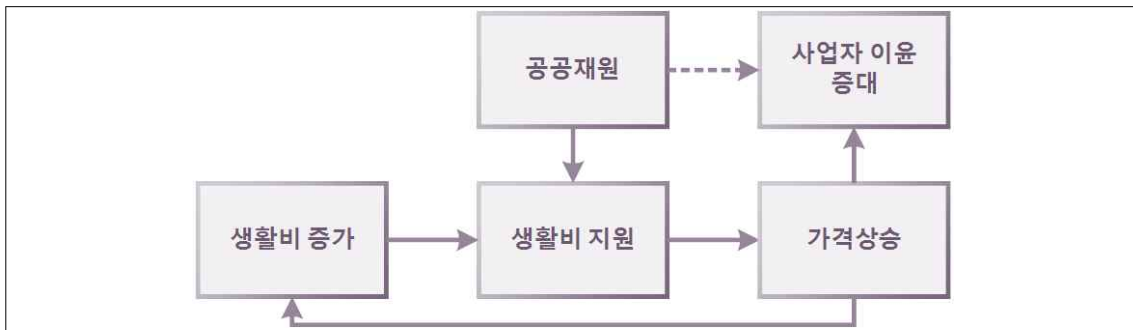 공공재원
사업자 이윤
증대
생활비 증가
생활비 지원
가격상승